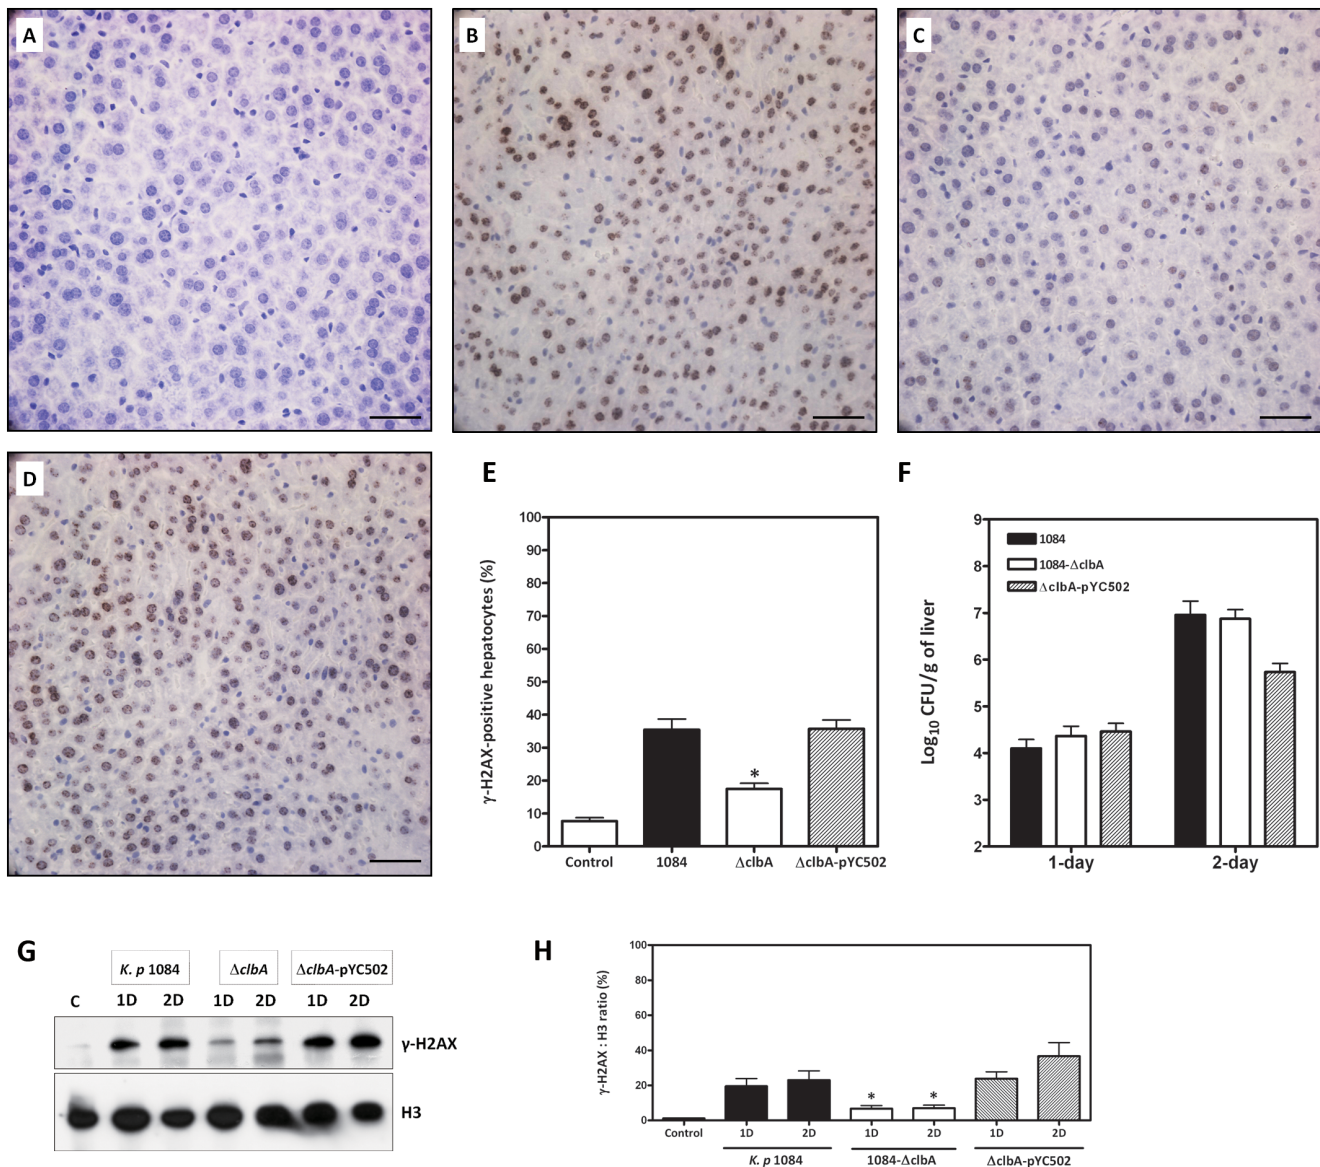 A
B
C
D
E
γ-H2AX-positive hepatocytes (%)
100
90
80
70
60
50
40
30
20
10
0
*
Control 1084 ΔclbA ΔclbA-pYC502
F
Log10 CFU/ g of liver
9
8
7
6
5
4
3
2
1084
1084-ΔclbA
ΔclbA-pYC502
1-day 2-day
G
K. p 1084 ΔclbA ΔclbA-pYC502
C 1D 2D 1D 2D 1D 2D
γ-H2AX
H3
H
γ-H2AX : H3 ratio (%)
100
80
60
40
20
0
* *
Control 1D 2D 1D 2D 1D 2D
K. p 1084 1084-ΔclbA ΔclbA-pYC502